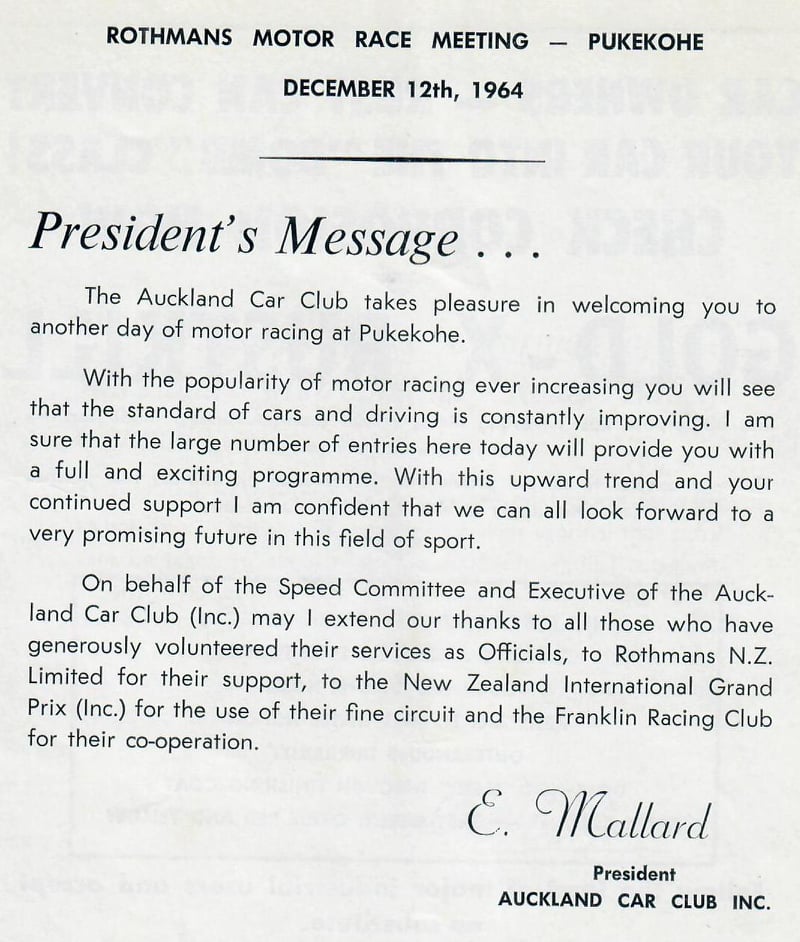 ROTHMANS MOTOR RACE MEETING — PUKEKOHE
DECEMBER 12th, 1964
President's Message . . .
The Auckland Car Club takes pleasure in welcoming you to
another day of motor racing at Pukekohe.
With the popularity of motor racing ever increasing you will see
that the standard of cars and driving is constantly improving. I am
sure that the large number of entries here today will provide you with
a full and exciting programme. With this upward trend and your
continued support I am confident that we can all look forward to a
very promising future in this field of sport.
On behalf of the Speed Committee and Executive of the Auck-
land Car Club (Inc.) may I extend our thanks to all those who have
generously volunteered their services as Officials, to Rothmans N.Z.
Limited for their support, to the New Zealand International Grand
Prix (Inc.) for the use of their fine circuit and the Franklin Racing Club
for their co-operation.
E. Mallard
President
AUCKLAND CAR CLUB INC.